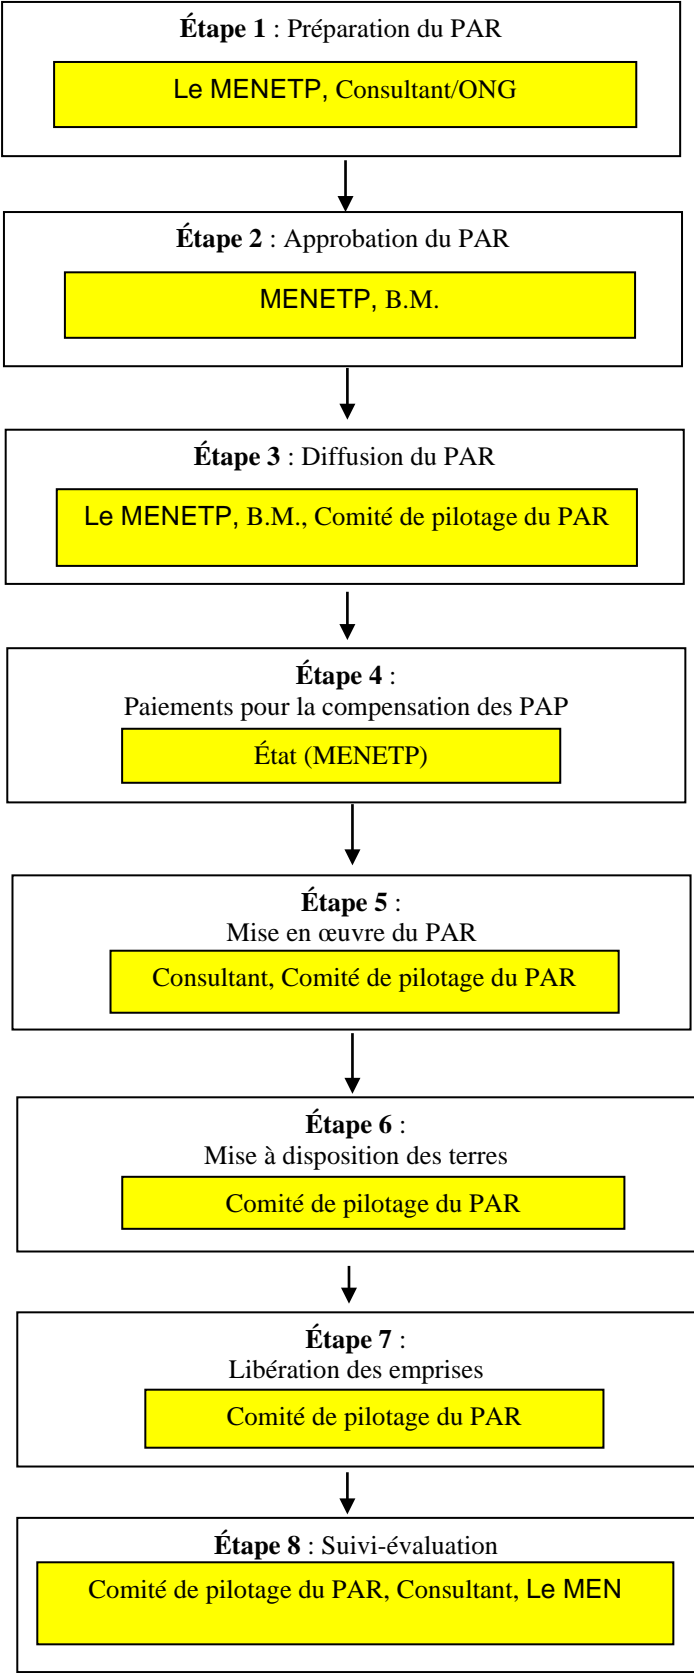 Étape 1 : Préparation du PAR
Le MENETP, Consultant/ONG
Étape 2 : Approbation du PAR
MENETP, B.M.
Étape 3 : Diffusion du PAR
Le MENETP, B.M., Comité de pilotage du PAR
Étape 4 :
Paiements pour la compensation des PAP
État (MENETP)
Étape 5 :
Mise en œuvre du PAR
Consultant, Comité de pilotage du PAR
Étape 6 :
Mise à disposition des terres
Comité de pilotage du PAR
Étape 7 :
Libération des emprises
Comité de pilotage du PAR
Étape 8 : Suivi-évaluation
Comité de pilotage du PAR, Consultant, Le MEN